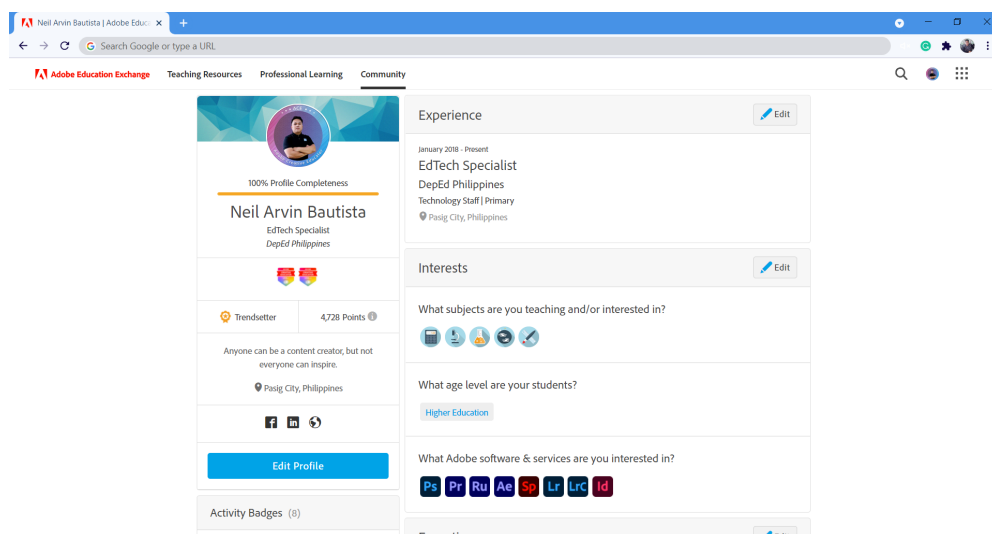 Neil Arvin Bautista | Adobe Educ
Search Google or type a URL
Adobe Education Exchange Teaching Resources Professional Learning Community
100% Profile Completeness
Neil Arvin Bautista
EdTech Specialist
DepEd Philippines
Trendsetter 4,728 Points
Anyone can be a content creator, but not
everyone can inspire.
Pasig City, Philippines
Edit Profile
Activity Badges (8)
Experience Edit
January 2018 - Present
EdTech Specialist
DepEd Philippines
Technology Staff | Primary
Pasig City, Philippines
Interests Edit
What subjects are you teaching and/or interested in?
What age level are your students?
Higher Education
What Adobe software & services are you interested in?
Ps Pr Ru Ae Sp Lr LrC Id